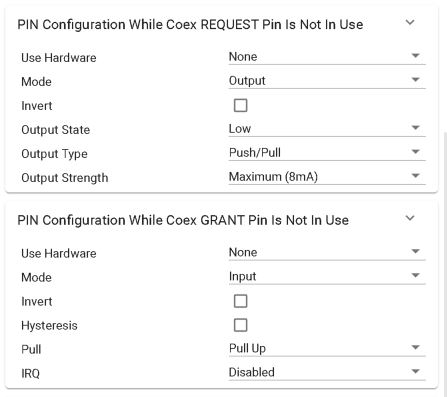 PIN Configuration While Coex REQUEST Pin Is Not In Use
Use Hardware None
Mode Output
Invert
Output State Low
Output Type Push/Pull
Output Strength Maximum (8mA)
PIN Configuration While Coex GRANT Pin Is Not In Use
Use Hardware None
Mode Input
Invert
Hysteresis
Pull Pull Up
IRQ Disabled